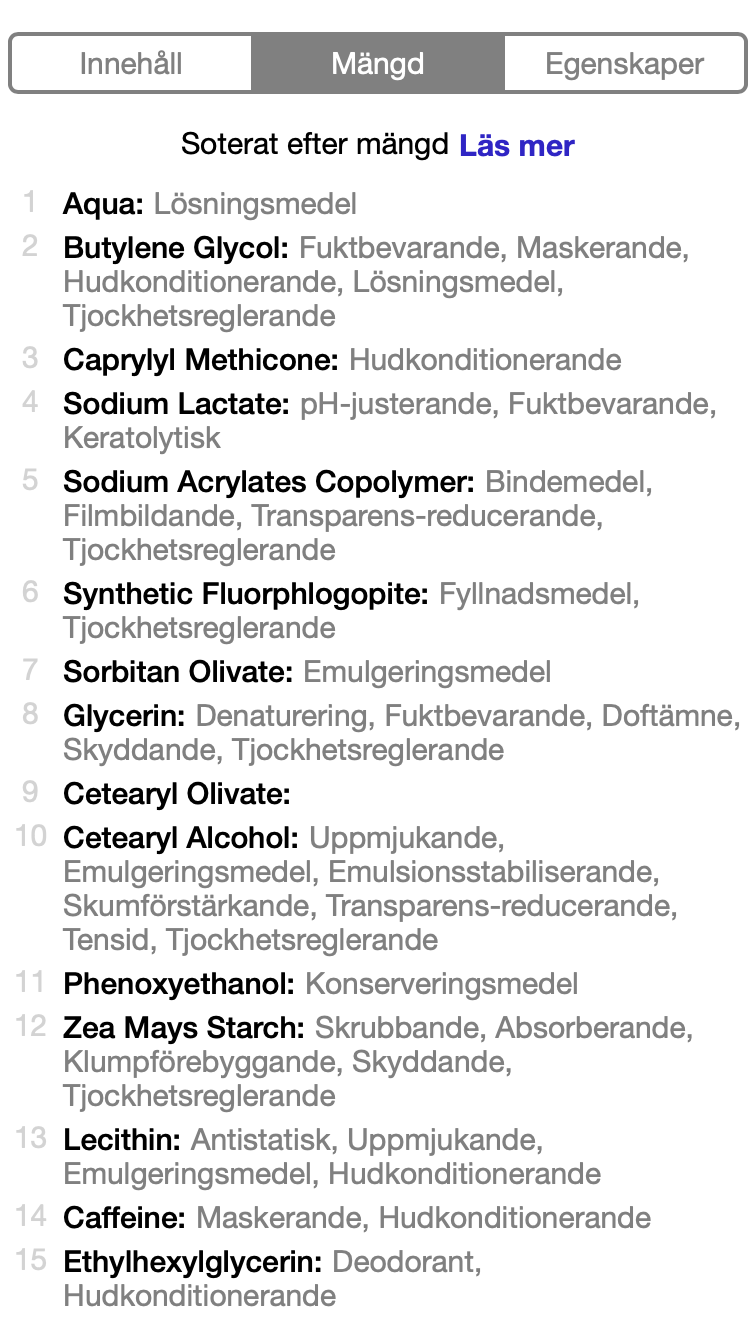 Innehåll Mängd Egenskaper
Soterat efter mängd Läs mer
1 Aqua: Lösningsmedel
2 Butylene Glycol: Fuktbevarande, Maskerande,
Hudkonditionerande, Lösningsmedel,
Tjockhetsreglerande
3 Caprylyl Methicone: Hudkonditionerande
4 Sodium Lactate: pH-justerande, Fuktbevarande,
Keratolytisk
5 Sodium Acrylates Copolymer: Bindemedel,
Filmbildande, Transparens-reducerande,
Tjockhetsreglerande
6 Synthetic Fluorphlogopite: Fyllnadsmedel,
Tjockhetsreglerande
7 Sorbitan Olivate: Emulgeringsmedel
8 Glycerin: Denaturering, Fuktbevarande, Doftämne,
Skyddande, Tjockhetsreglerande
9 Cetearyl Olivate:
10 Cetearyl Alcohol: Uppmjukande,
Emulgeringsmedel, Emulsionsstabiliserande,
Skumförstärkande, Transparens-reducerande,
Tensid, Tjockhetsreglerande
11 Phenoxyethanol: Konserveringsmedel
12 Zea Mays Starch: Skrubbande, Absorberande,
Klumpförebyggande, Skyddande,
Tjockhetsreglerande
13 Lecithin: Antistatisk, Uppmjukande,
Emulgeringsmedel, Hudkonditionerande
14 Caffeine: Maskerande, Hudkonditionerande
15 Ethylhexylglycerin: Deodorant,
Hudkonditionerande